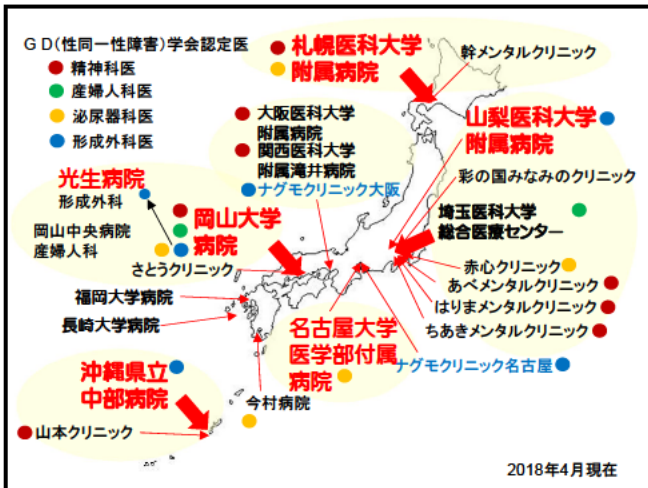 GD(性同一性障害)学会認定医
精神科医
産婦人科医
泌尿器科医
形成外科医
札幌医科大学
附属病院
幹メンタルクリニック
大阪医科大学
附属病院
関西医科大学
附属滝井病院
ナグモクリニック大阪
山梨医科大学
附属病院
彩の国みなみのクリニック
埼玉医科大学
総合医療センター
光生病院
形成外科
岡山中央病院
産婦人科
岡山大学
病院
さとうクリニック
赤心クリニック
あべメンタルクリニック
はりまメンタルクリニック
ちあきメンタルクリニック
福岡大学病院
長崎大学病院
名古屋大学
医学部付属
病院
ナグモクリニック名古屋
沖縄県立
中部病院
今村病院
山本クリニック
2018年4月現在